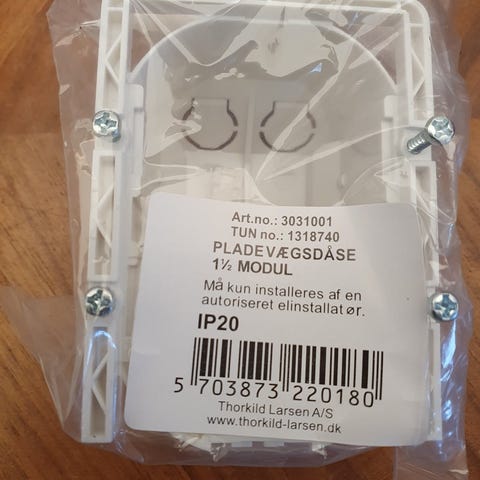 Art.no.: 3031001
TUN no.: 1318740
PLADEVÆGSDÅSE
1½ MODUL
Må kun installeres af en
autoriseret elinstallatør.
IP20
5 703873 220180
Thorkild Larsen A/S
www.thorkild-larsen.dk